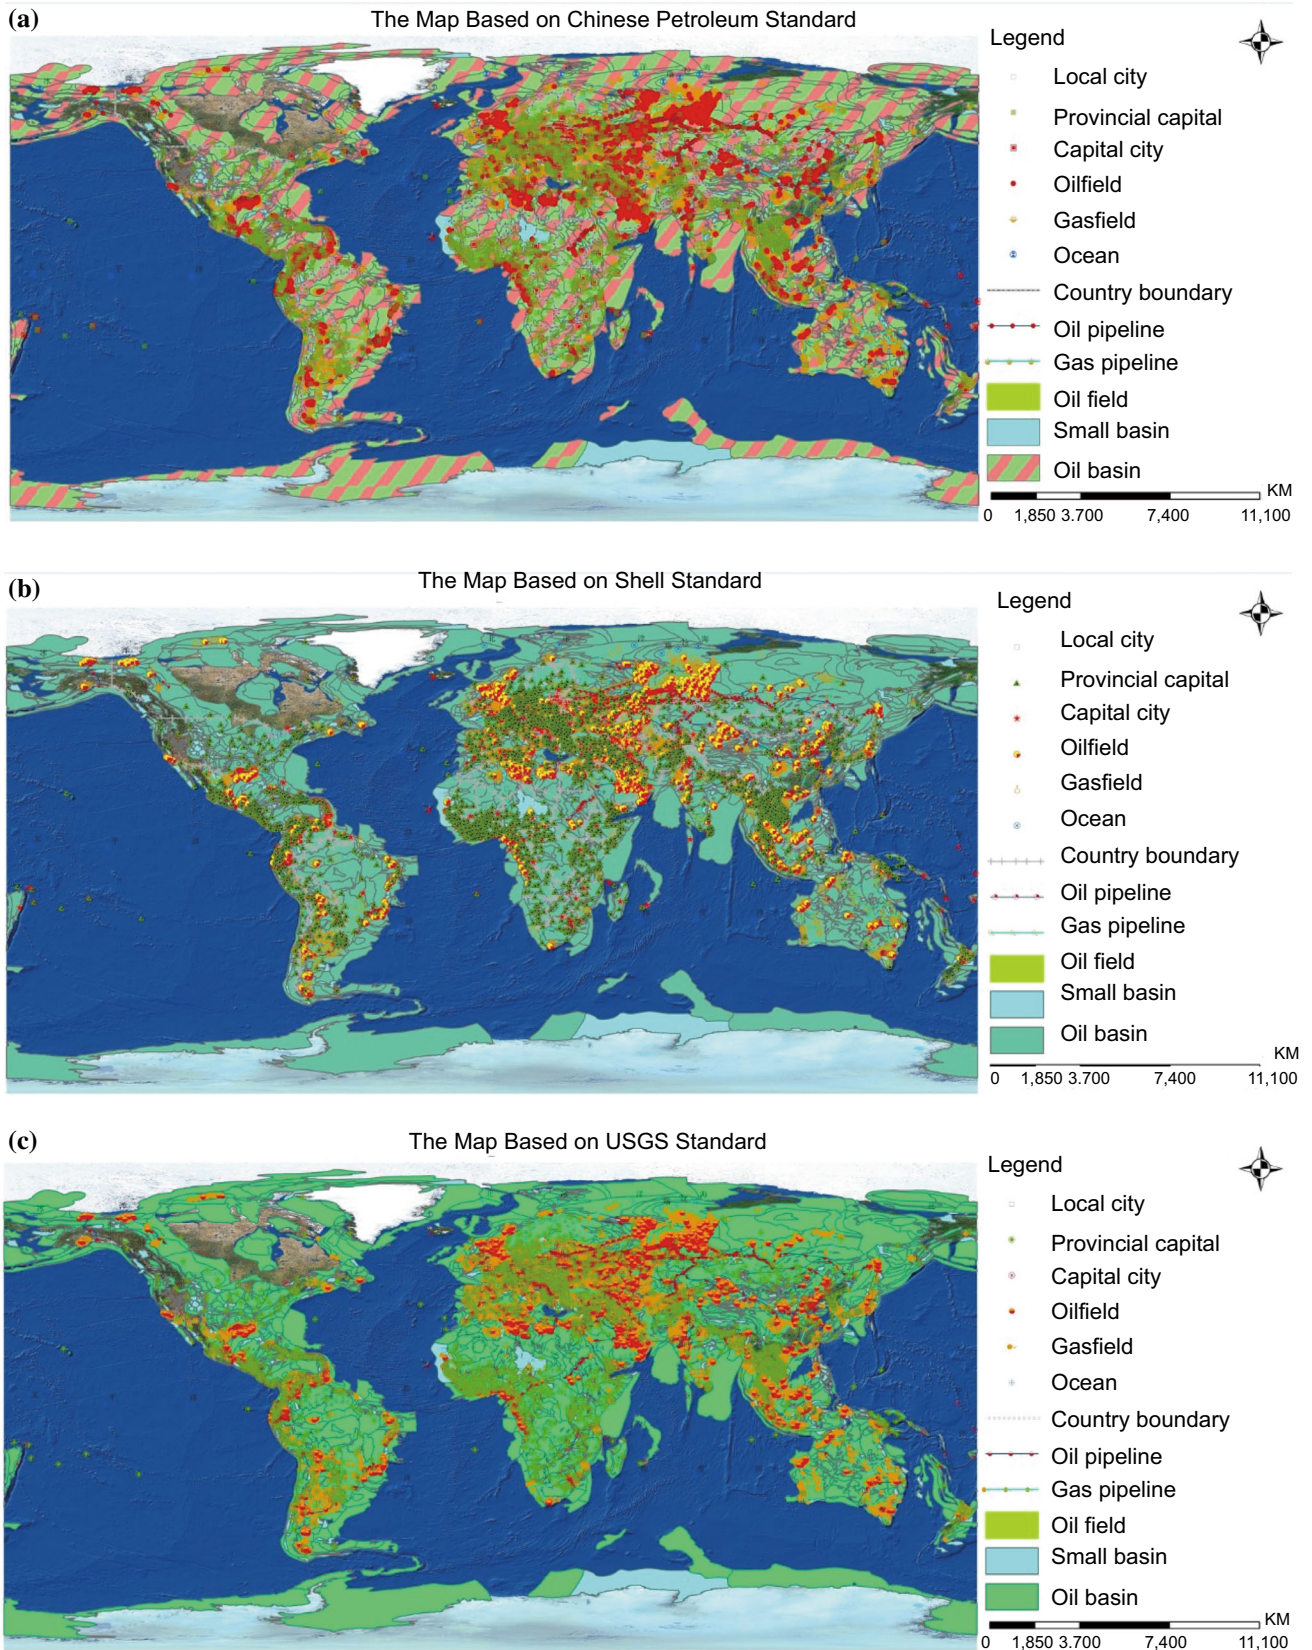 (a)
The Map Based on Chinese Petroleum Standard
Legend
Local city
Provincial capital
Capital city
Oilfield
Gasfield
Ocean
Country boundary
Oil pipeline
Gas pipeline
Oil field
Small basin
Oil basin
KM
0 1,850 3.700 7,400 11,100
(b)
The Map Based on Shell Standard
Legend
Local city
Provincial capital
Capital city
Oilfield
Gasfield
Ocean
Country boundary
Oil pipeline
Gas pipeline
Oil field
Small basin
Oil basin
KM
0 1,850 3.700 7,400 11,100
(c)
The Map Based on USGS Standard
Legend
Local city
Provincial capital
Capital city
Oilfield
Gasfield
Ocean
Country boundary
Oil pipeline
Gas pipeline
Oil field
Small basin
Oil basin
KM
0 1,850 3.700 7,400 11,100